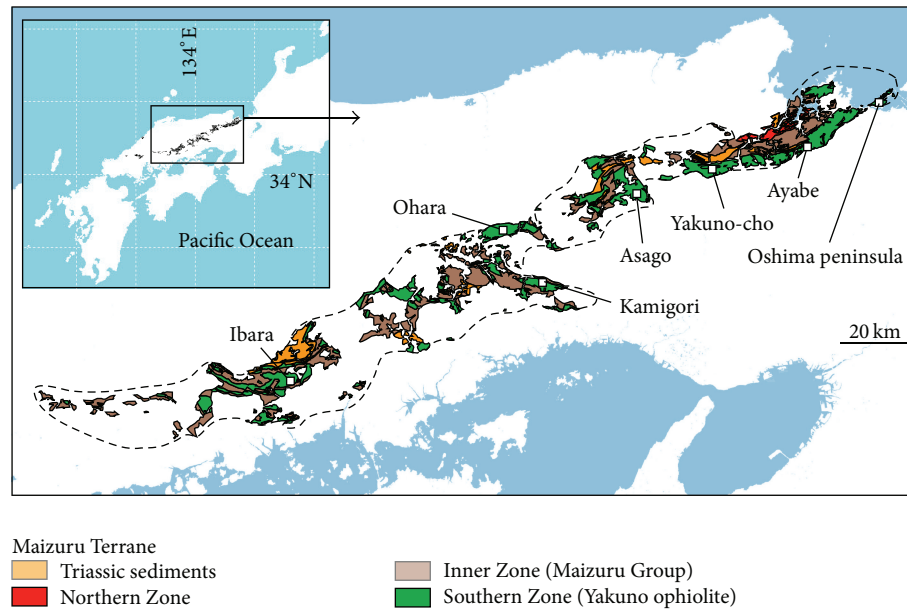 134°E
34°N
Pacific Ocean
Ohara
Ayabe
Yakuno-cho
Asago
Oshima peninsula
Kamigori
Ibara
20 km
Maizuru Terrane
Triassic sediments
Northern Zone
Inner Zone (Maizuru Group)
Southern Zone (Yakuno ophiolite)